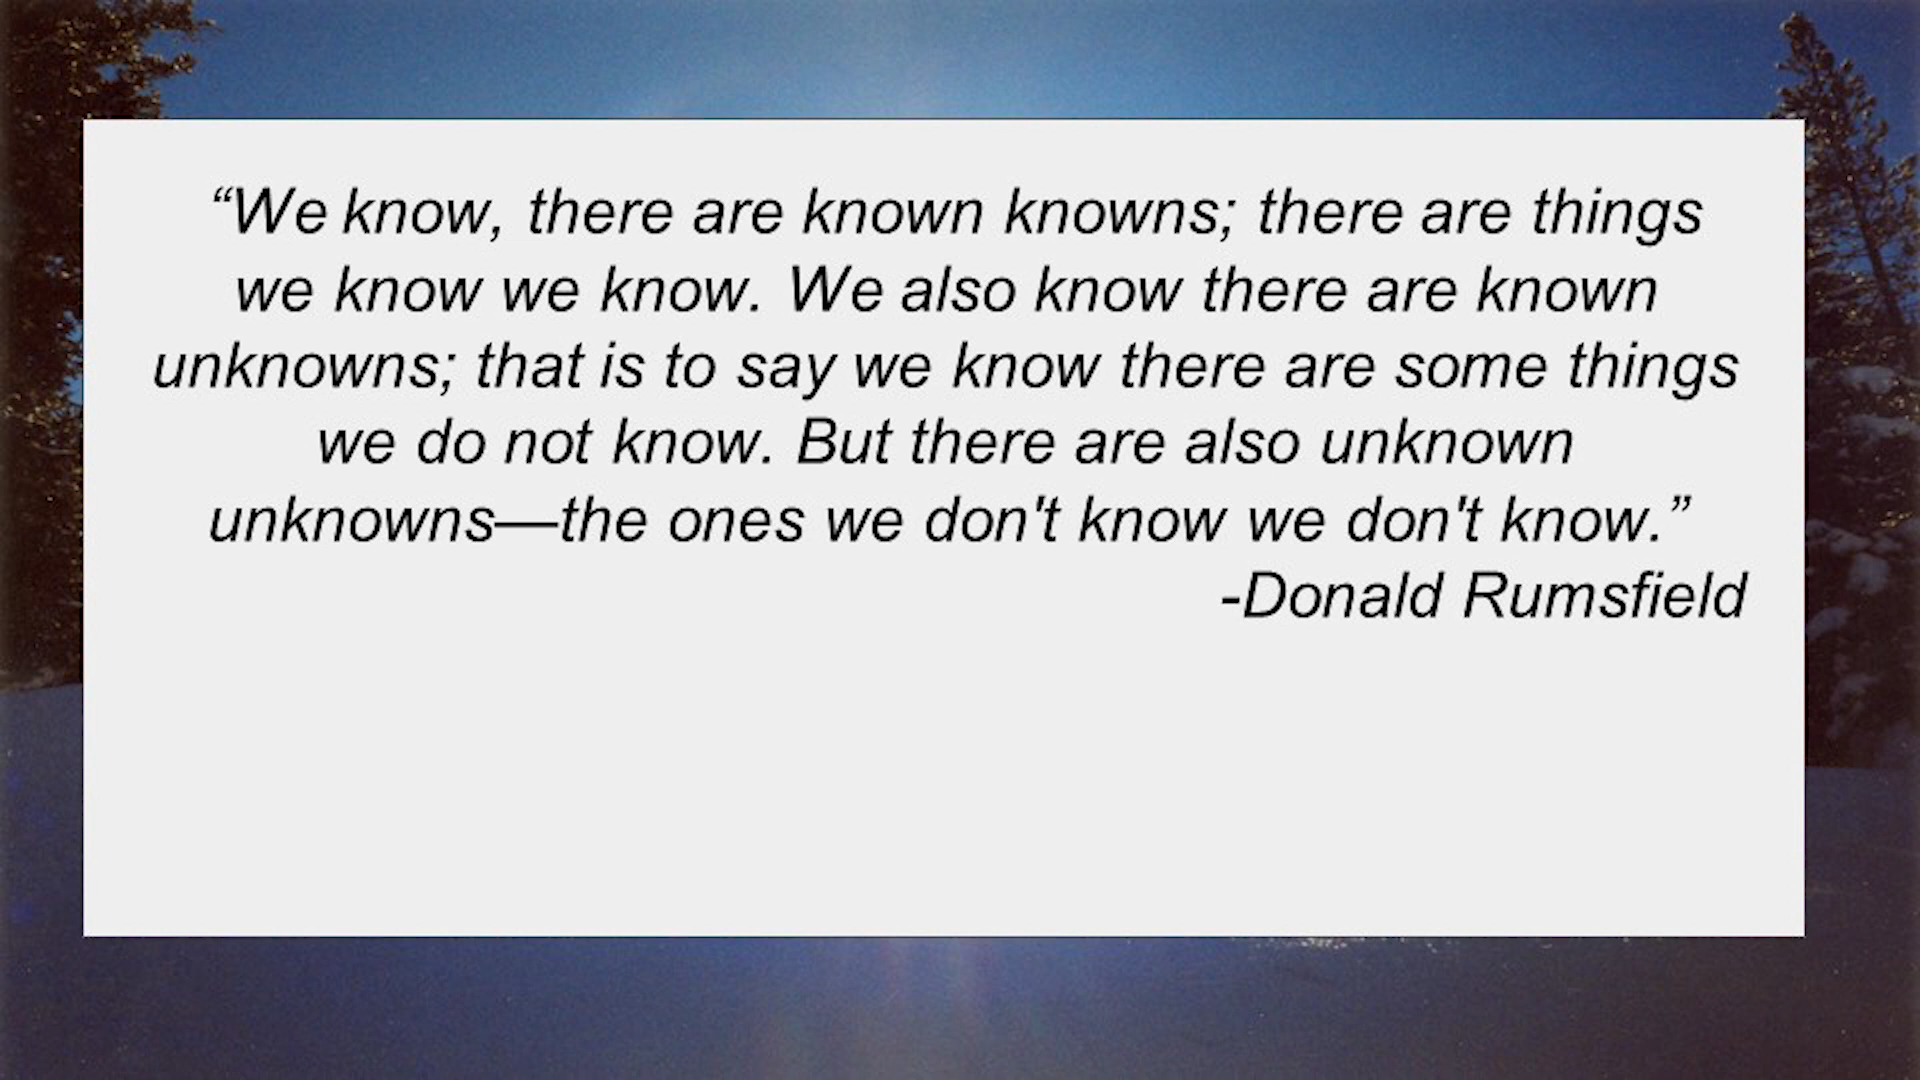 “We know, there are known knowns; there are things
we know we know. We also know there are known
unknowns; that is to say we know there are some things
we do not know. But there are also unknown
unknowns—the ones we don't know we don't know.”
-Donald Rumsfield